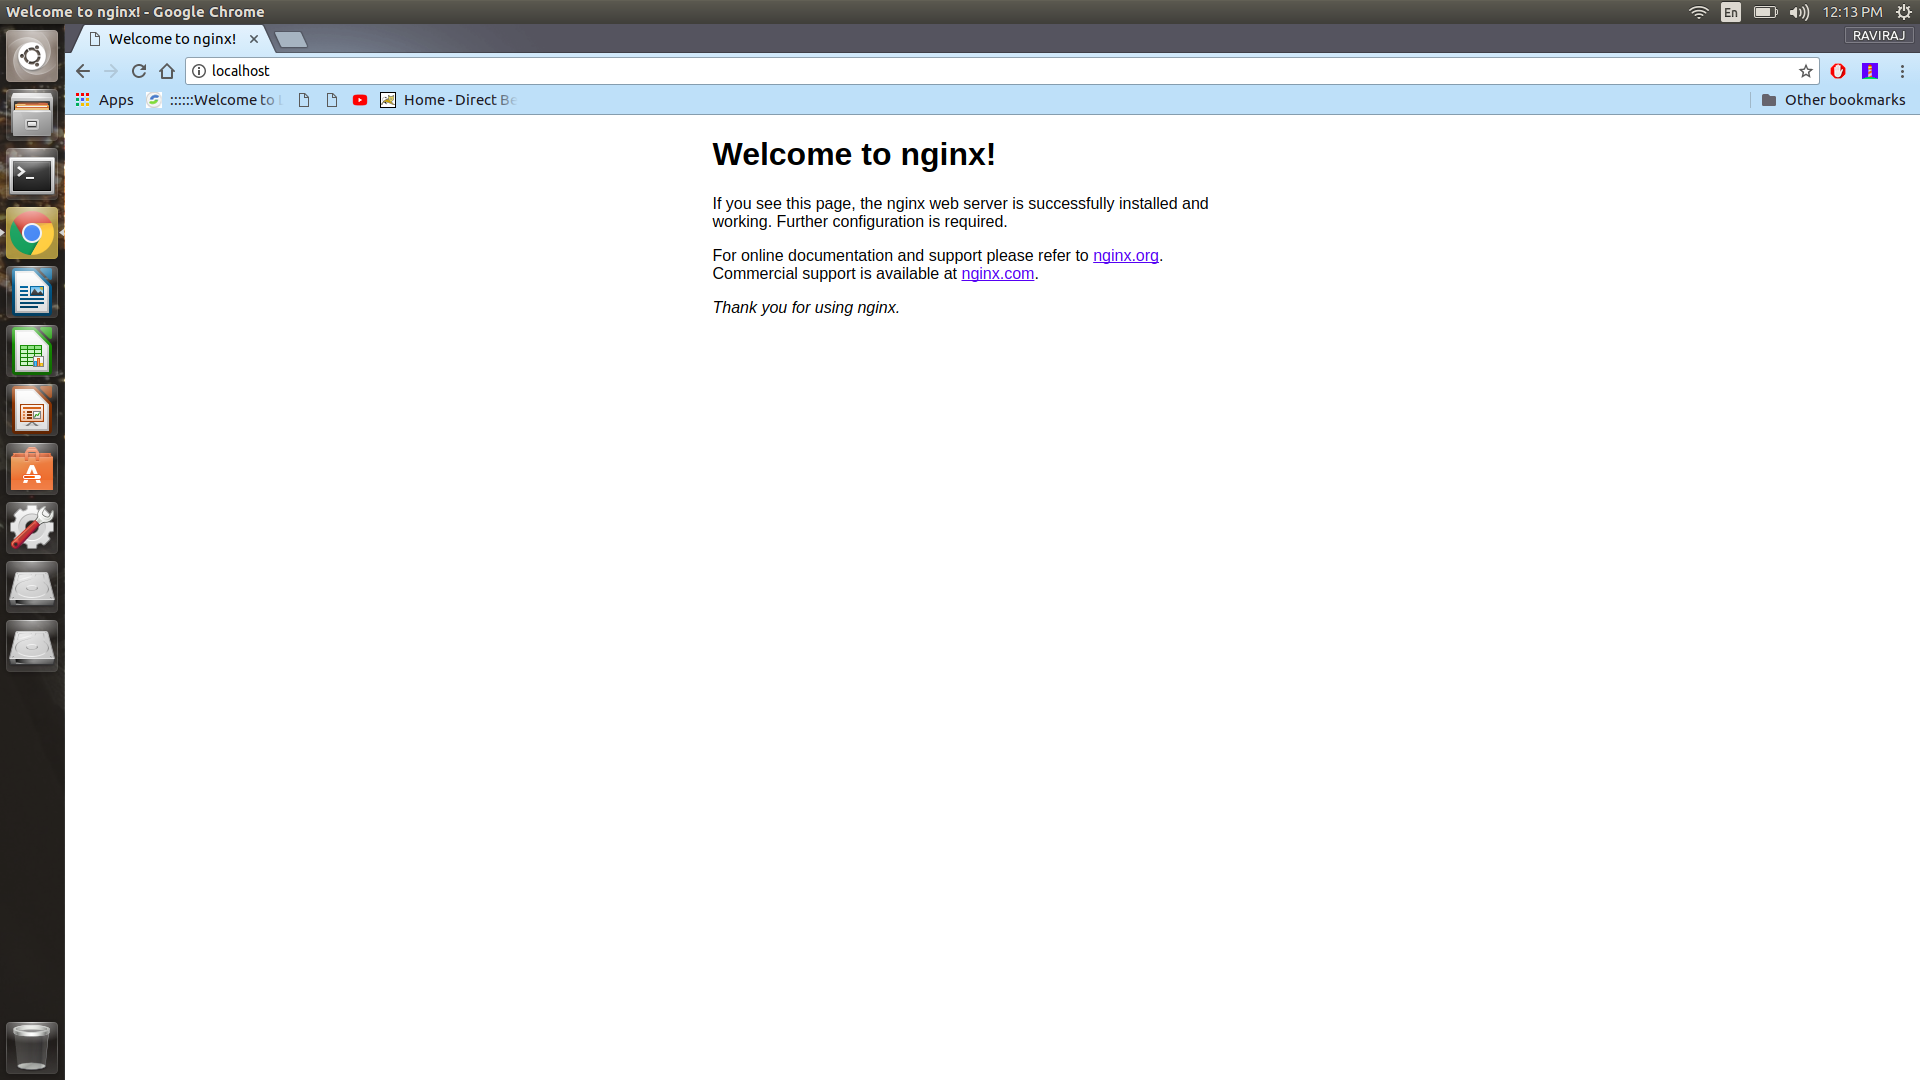 Welcome to nginx! - Google Chrome
En
12:13 PM
Welcome to nginx!
RAVIRAJ
localhost
Apps
::::::Welcome to
Home - Direct
Other bookmarks
Welcome to nginx!
If you see this page, the nginx web server is successfully installed and
working. Further configuration is required.
For online documentation and support please refer to nginx.org.
Commercial support is available at nginx.com.
Thank you for using nginx.